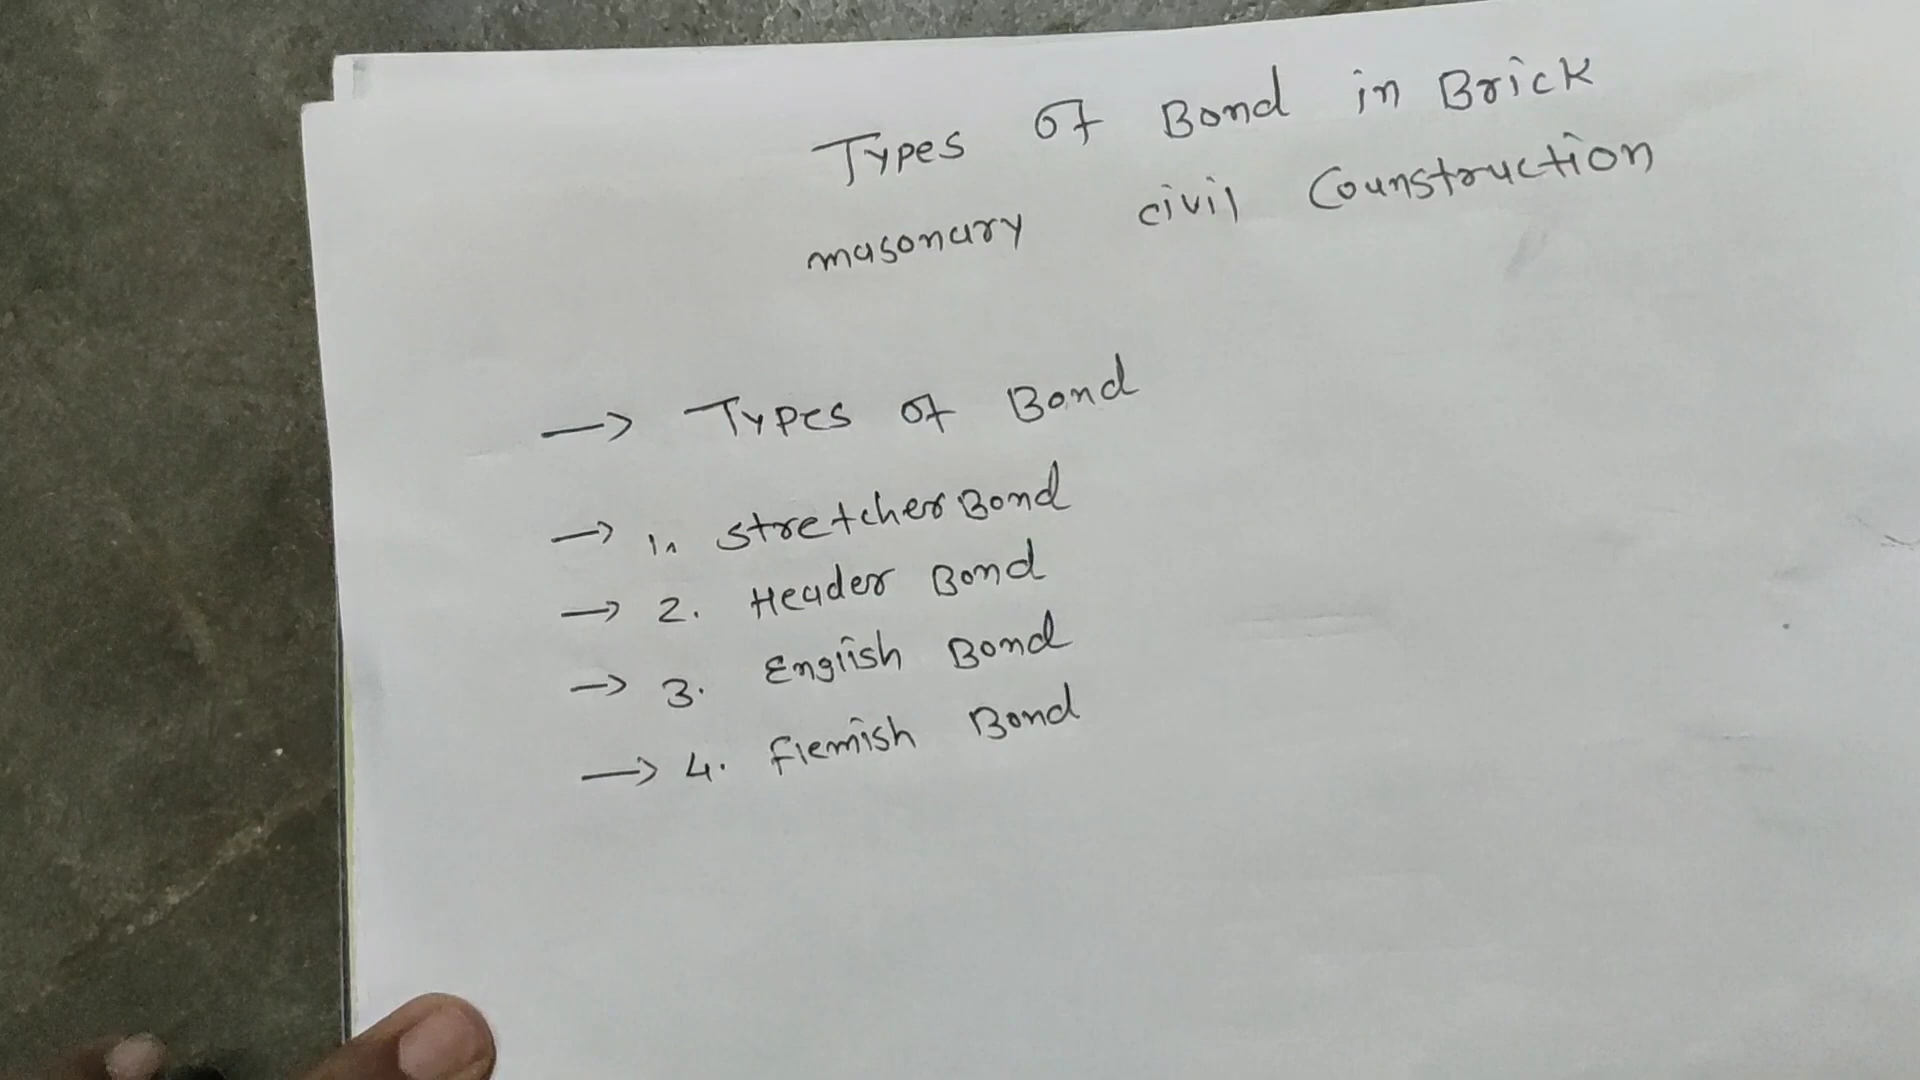 Types of Bond in Brick
masonary civil Counstruction
→ Types of Bond
→ 1. stretcher Bond
→ 2. Header Bond
→ 3. English Bond
→ 4. flemish Bond